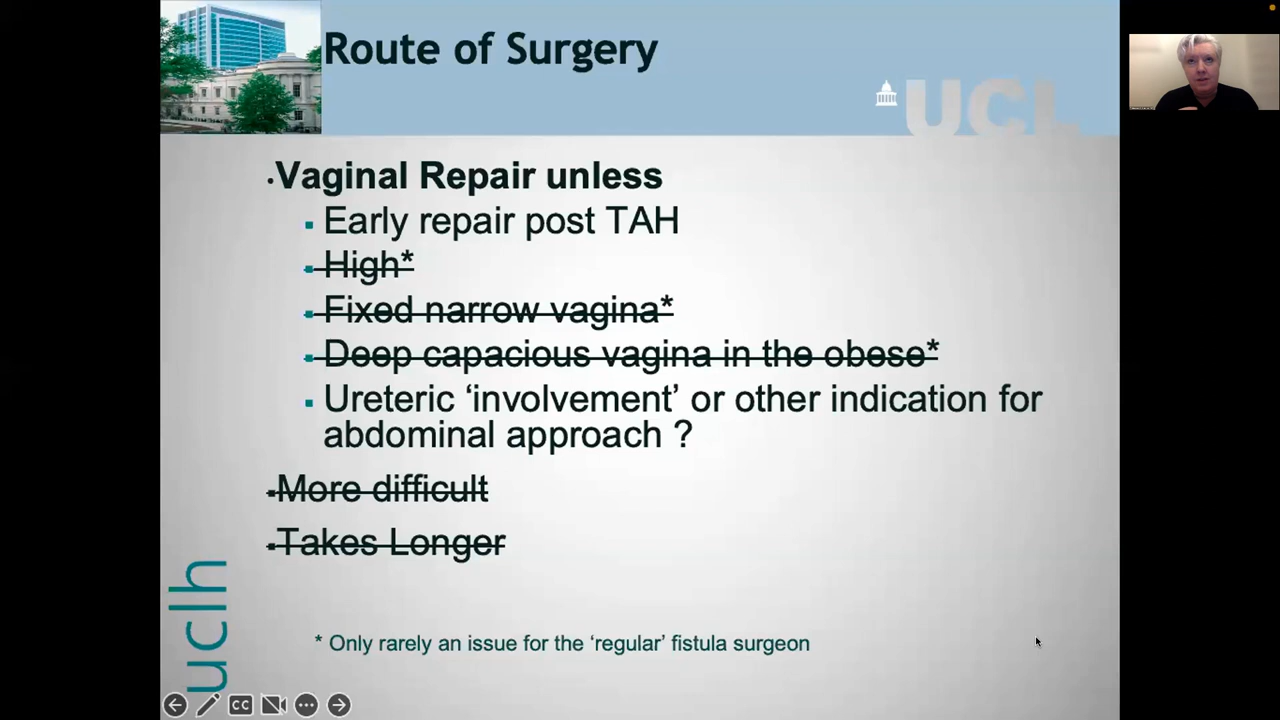 Route of Surgery
UCL
Vaginal Repair unless
Early repair post TAH
High*
Fixed narrow vagina*
Deep capacious vagina in the obese*
Ureteric ‘involvement’ or other indication for
abdominal approach ?
More difficult
Takes Longer
uclh
* Only rarely an issue for the ‘regular’ fistula surgeon
CC